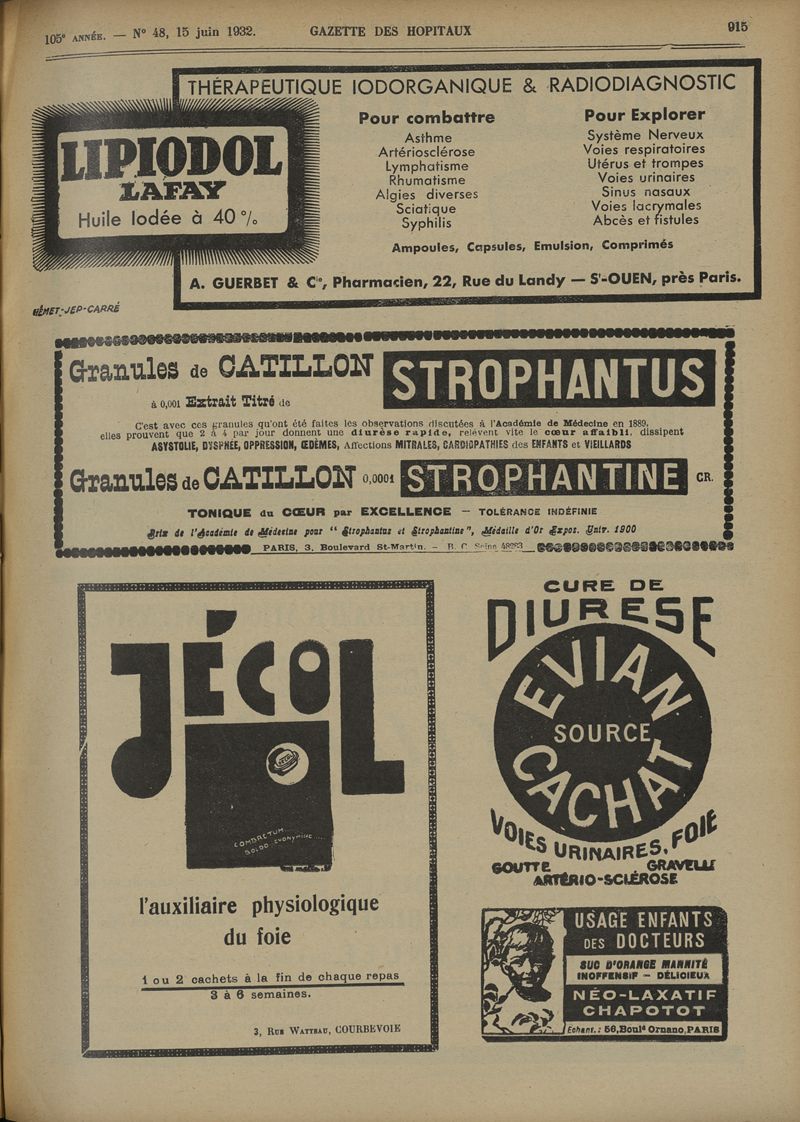 105e ANNÉE. — N° 48, 15 juin 1932.
GAZETTE DES HOPITAUX
915
THÉRAPEUTIQUE IODORGANIQUE & RADIODIAGNOSTIC
LIPIODOL
LAFAY
Huile Iodée à 40 %
Pour combattre
Asthme
Artériosclérose
Lymphatisme
Rhumatisme
Algies diverses
Sciatique
Syphilis
Pour Explorer
Système Nerveux
Voies respiratoires
Utérus et trompes
Voies urinaires
Sinus nasaux
Voies lacrymales
Abcès et fistules
Ampoules, Capsules, Emulsion, Comprimés
A. GUERBET & Cie, Pharmacien, 22, Rue du Landy — St-OUEN, près Paris.
HÉMET-JEP-CARRÉ
Granules de CATILLON STROPHANTUS
à 0,001 Extrait Titré de
C'est avec ces granules qu'ont été faites les observations discutées à l'Académie de Médecine en 1889,
elles prouvent que 2 à 4 par jour donnent une diurèse rapide, relèvent vite le cœur affaibli, dissipent
ASYSTOLIE, DYSPNÉE, OPPRESSION, ŒDÈMES, Affections MITRALES, CARDIOPATHIES des ENFANTS et VIEILLARDS
Granules de CATILLON 0,0001 STROPHANTINE CR.
TONIQUE du CŒUR par EXCELLENCE — TOLÉRANCE INDÉFINIE
Prix de l'Académie de Médecine pour "Strophantus et Strophantine", Médaille d'Or Expos. Univ. 1900
PARIS, 3, Boulevard St-Martin. — R. C. Seine 48283
JÉCOL
COMBRETUM
BOLDO EVONYMINE
l'auxiliaire physiologique
du foie
1 ou 2 cachets à la fin de chaque repas
3 à 6 semaines.
3, Rue Watteau, COURBEVOIE
CURE DE
DIURESE
EVIAN
SOURCE
CACHAT
VOIES URINAIRES, FOIE
GOUTTE GRAVELLE
ARTÉRIO-SCLÉROSE
USAGE ENFANTS
DES DOCTEURS
SUC D'ORANGE MANNITÉ
INOFFENSIF - DÉLICIEUX
NÉO-LAXATIF
CHAPOTOT
Echant.: 56, Bould Ornano, PARIS